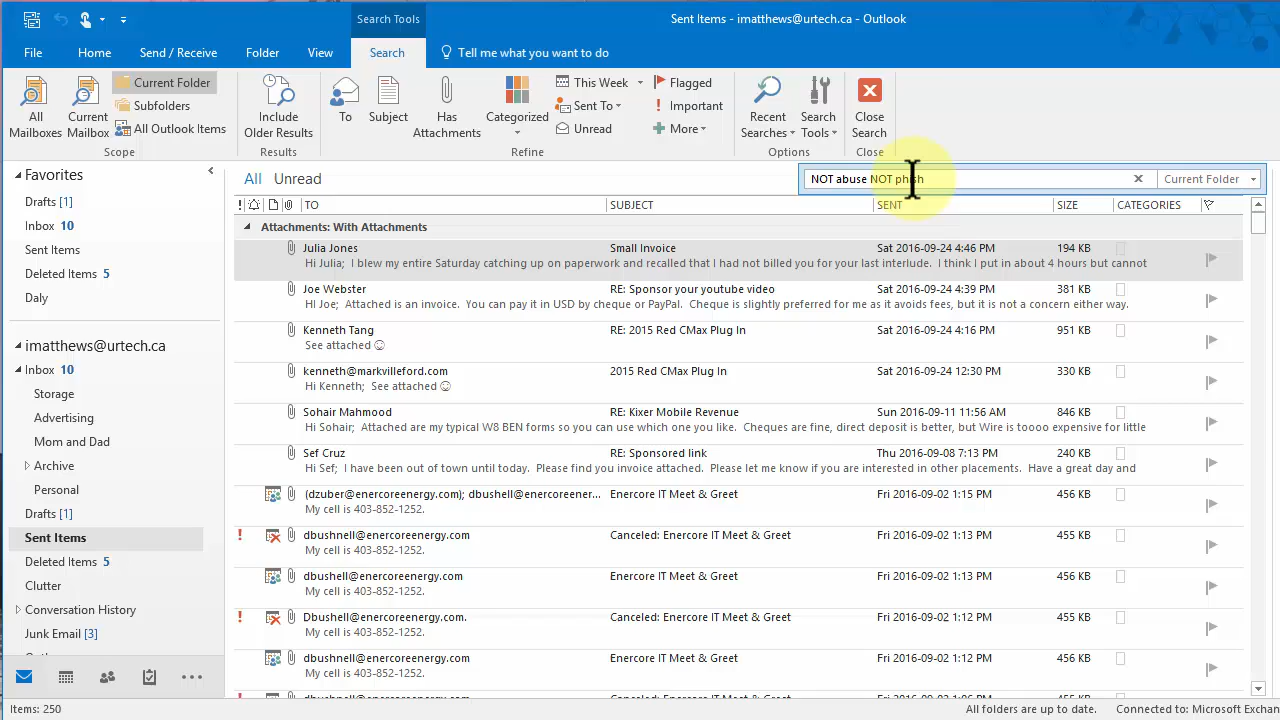 Search Tools
Sent Items - imatthews@urtech.ca - Outlook
File Home Send / Receive Folder View Search Tell me what you want to do
All Mailboxes
Current Mailbox
Current Folder
Subfolders
All Outlook Items
Scope
Include Older Results
Results
To
Subject
Has Attachments
Categorized
This Week
Sent To
Unread
Flagged
Important
More
Refine
Recent Searches
Search Tools
Options
Close Search
Close
Favorites
Drafts [1]
Inbox 10
Sent Items
Deleted Items 5
Daly
imatthews@urtech.ca
Inbox 10
Storage
Advertising
Mom and Dad
Archive
Personal
Drafts [1]
Sent Items
Deleted Items 5
Clutter
Conversation History
Junk Email [3]
All Unread
NOT abuse NOT phish
Current Folder
TO SUBJECT SENT SIZE CATEGORIES
Attachments: With Attachments
Julia Jones Small Invoice Sat 2016-09-24 4:46 PM 194 KB
Hi Julia; I blew my entire Saturday catching up on paperwork and recalled that I had not billed you for your last interlude. I think I put in about 4 hours but cannot
Joe Webster RE: Sponsor your youtube video Sat 2016-09-24 4:39 PM 381 KB
HI Joe; Attached is an invoice. You can pay it in USD by cheque or PayPal. Cheque is slightly preferred for me as it avoids fees, but it is not a concern either way.
Kenneth Tang RE: 2015 Red CMax Plug In Sat 2016-09-24 4:16 PM 951 KB
See attached ☺
kenneth@markvilleford.com 2015 Red CMax Plug In Sat 2016-09-24 12:30 PM 330 KB
Hi Kenneth; See attached ☺
Sohair Mahmood RE: Kixer Mobile Revenue Sun 2016-09-11 11:56 AM 846 KB
Hi Sohair; Attached are my typical W8 BEN forms so you can use which one you like. Cheques are fine, direct deposit is better, but Wire is toooo expensive for little
Sef Cruz RE: Sponsored link Thu 2016-09-08 7:13 PM 240 KB
Hi Sef; I have been out of town until today. Please find you invoice attached. Please let me know if you are interested in other placements. Have a great day and
(dzuber@enercoreenergy.com); dbushell@enercoreener... Enercore IT Meet & Greet Fri 2016-09-02 1:15 PM 456 KB
My cell is 403-852-1252.
dbushnell@enercoreenergy.com Canceled: Enercore IT Meet & Greet Fri 2016-09-02 1:13 PM 455 KB
My cell is 403-852-1252.
dbushell@enercoreenergy.com Enercore IT Meet & Greet Fri 2016-09-02 1:13 PM 456 KB
My cell is 403-852-1252.
Dbushell@enercoreenergy.com. Canceled: Enercore IT Meet & Greet Fri 2016-09-02 1:12 PM 455 KB
My cell is 403-852-1252.
dbushnell@enercoreenergy.com Enercore IT Meet & Greet Fri 2016-09-02 1:12 PM 456 KB
My cell is 403-852-1252.
Items: 250
All folders are up to date. Connected to: Microsoft Exchan